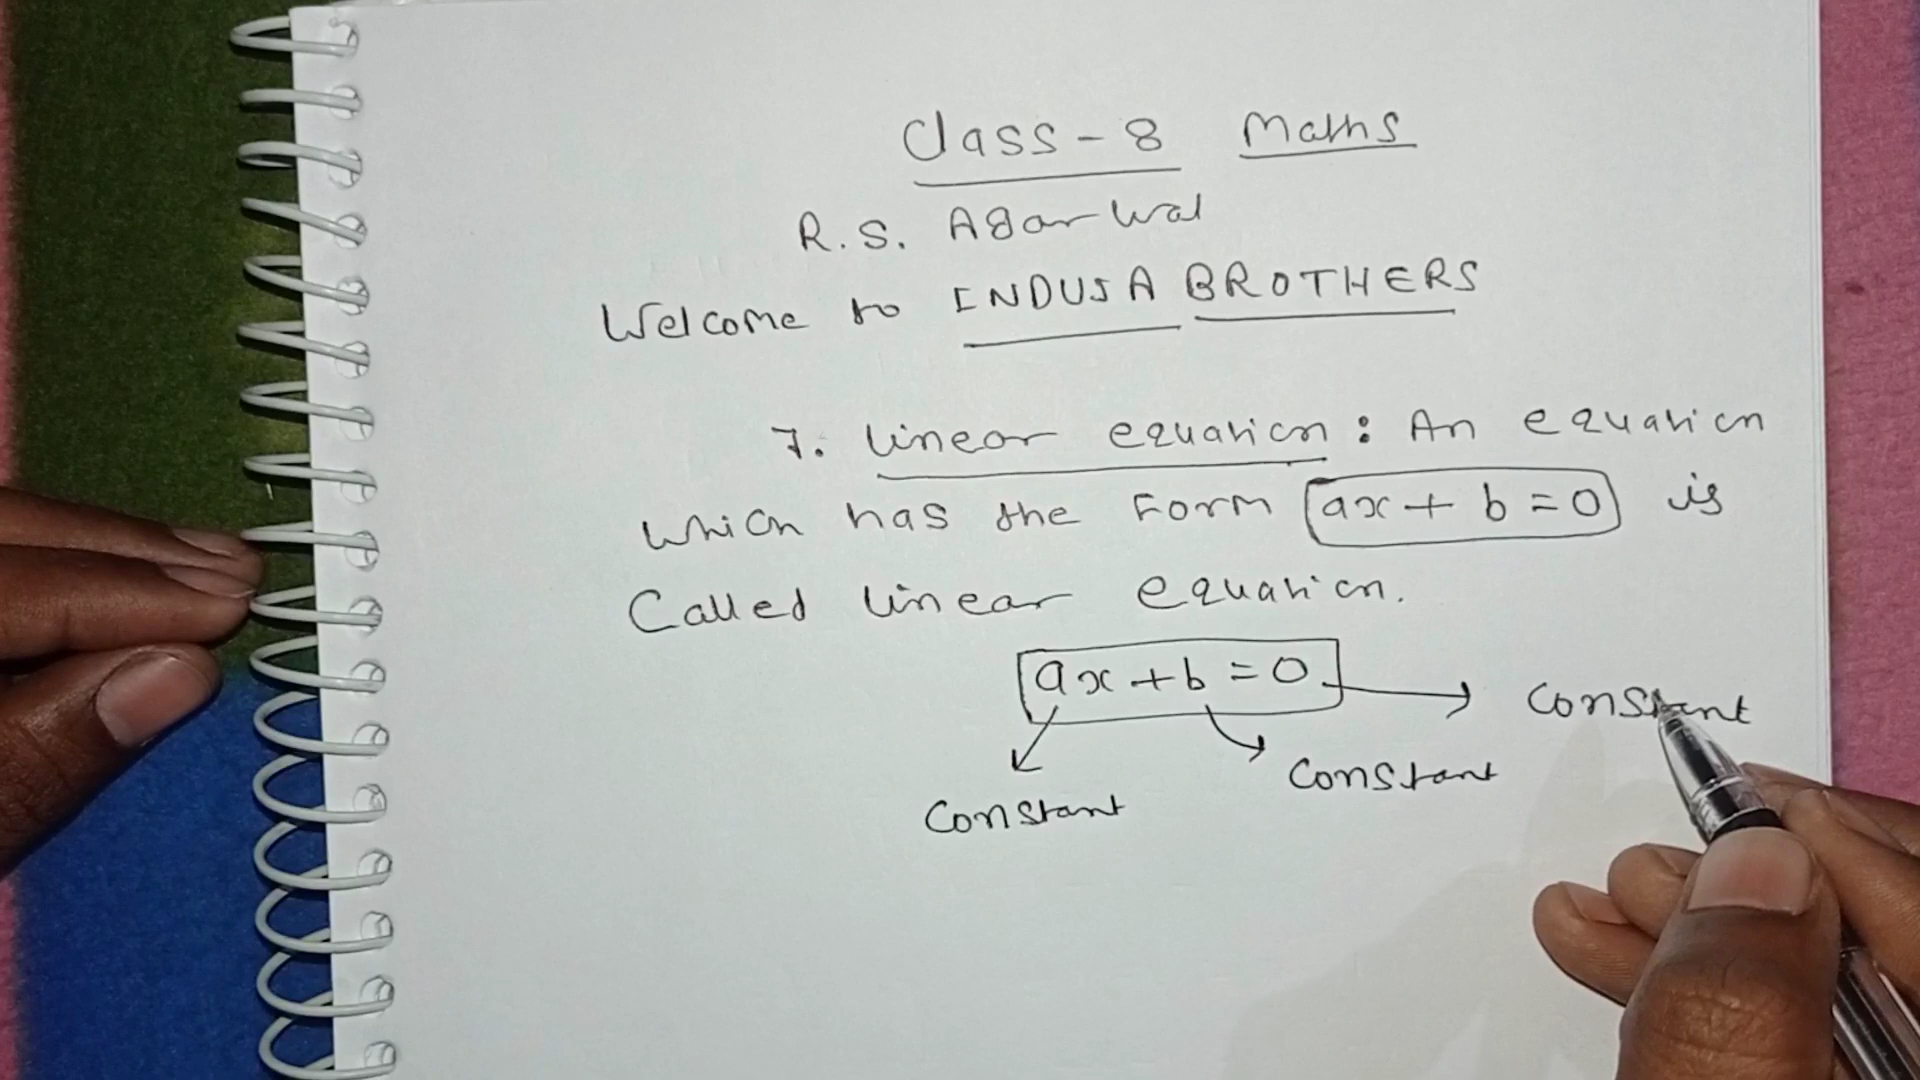 Class - 8 Maths
R.S. Agarwal
Welcome to INDUJA BROTHERS
7. Linear equation : An equation
which has the Form ax + b = 0 is
Called linear equation.
ax + b = 0
Constant
Constant
Constant